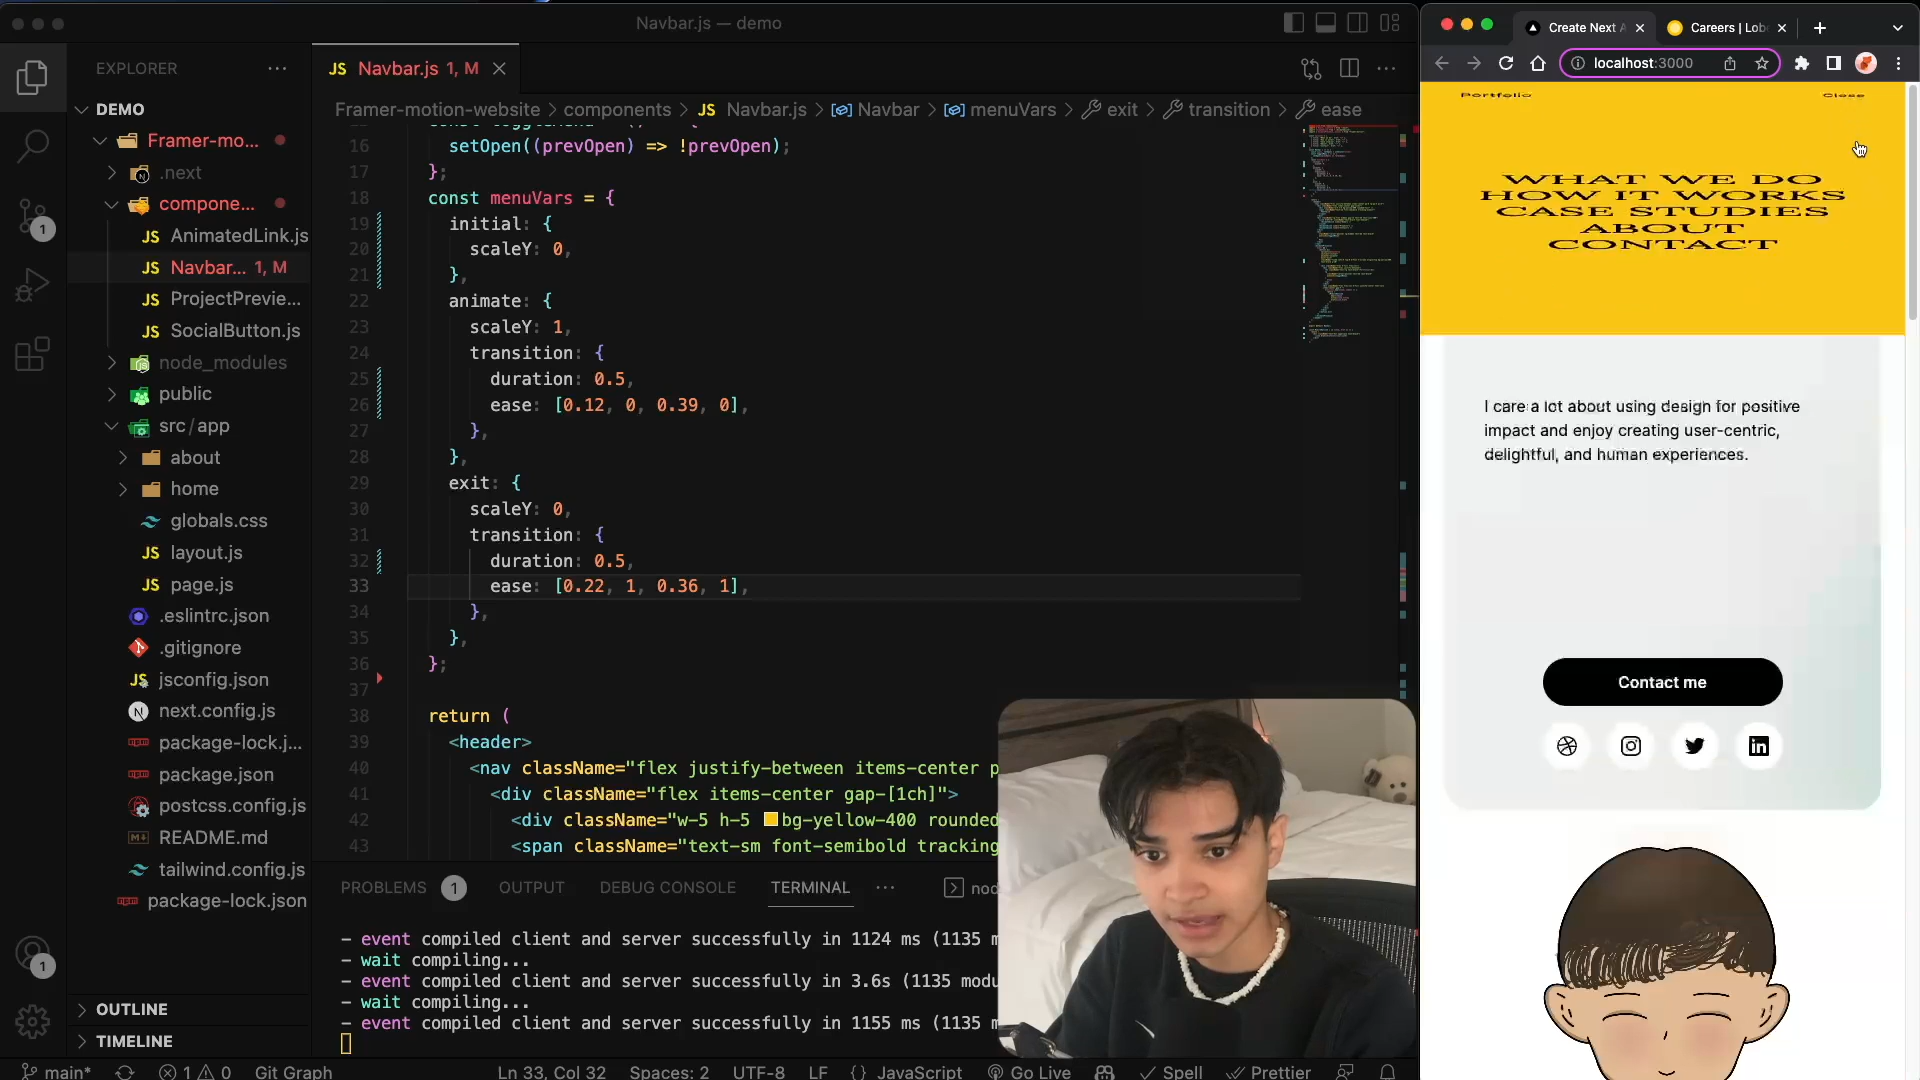 Navbar.js — demo
EXPLORER
DEMO
Framer-mo...
.next
compone...
AnimatedLink.js
Navbar... 1, M
ProjectPrevie...
SocialButton.js
node_modules
public
src/app
about
home
globals.css
layout.js
page.js
.eslintrc.json
.gitignore
jsconfig.json
next.config.js
package-lock.j...
package.json
postcss.config.js
README.md
tailwind.config.js
package-lock.json
OUTLINE
TIMELINE
JS Navbar.js 1, M
Framer-motion-website > components > JS Navbar.js > Navbar > menuVars > exit > transition > ease
16 setOpen((prevOpen) => !prevOpen);
17 };
18 const menuVars = {
19 initial: {
20 scaleY: 0,
21 },
22 animate: {
23 scaleY: 1,
24 transition: {
25 duration: 0.5,
26 ease: [0.12, 0, 0.39, 0],
27 },
28 },
29 exit: {
30 scaleY: 0,
31 transition: {
32 duration: 0.5,
33 ease: [0.22, 1, 0.36, 1],
34 },
35 },
36 };
37
38 return (
39 <header>
40 <nav className="flex justify-between items-center p
41 <div className="flex items-center gap-[1ch]">
42 <div className="w-5 h-5 bg-yellow-400 rounded
43 <span className="text-sm font-semibold tracking
PROBLEMS 1 OUTPUT DEBUG CONSOLE TERMINAL nod
- event compiled client and server successfully in 1124 ms (1135 m
- wait compiling...
- event compiled client and server successfully in 3.6s (1135 modu
- wait compiling...
- event compiled client and server successfully in 1155 ms (1135 m
main* 1 0 Git Graph Ln 33, Col 32 Spaces: 2 UTF-8 LF {} JavaScript Go Live Spell Prettier
Create Next A
Careers | Lob
localhost:3000
Portfolio
Close
WHAT WE DO
HOW IT WORKS
CASE STUDIES
ABOUT
CONTACT
I care a lot about using design for positive
impact and enjoy creating user-centric,
delightful, and human experiences.
Contact me